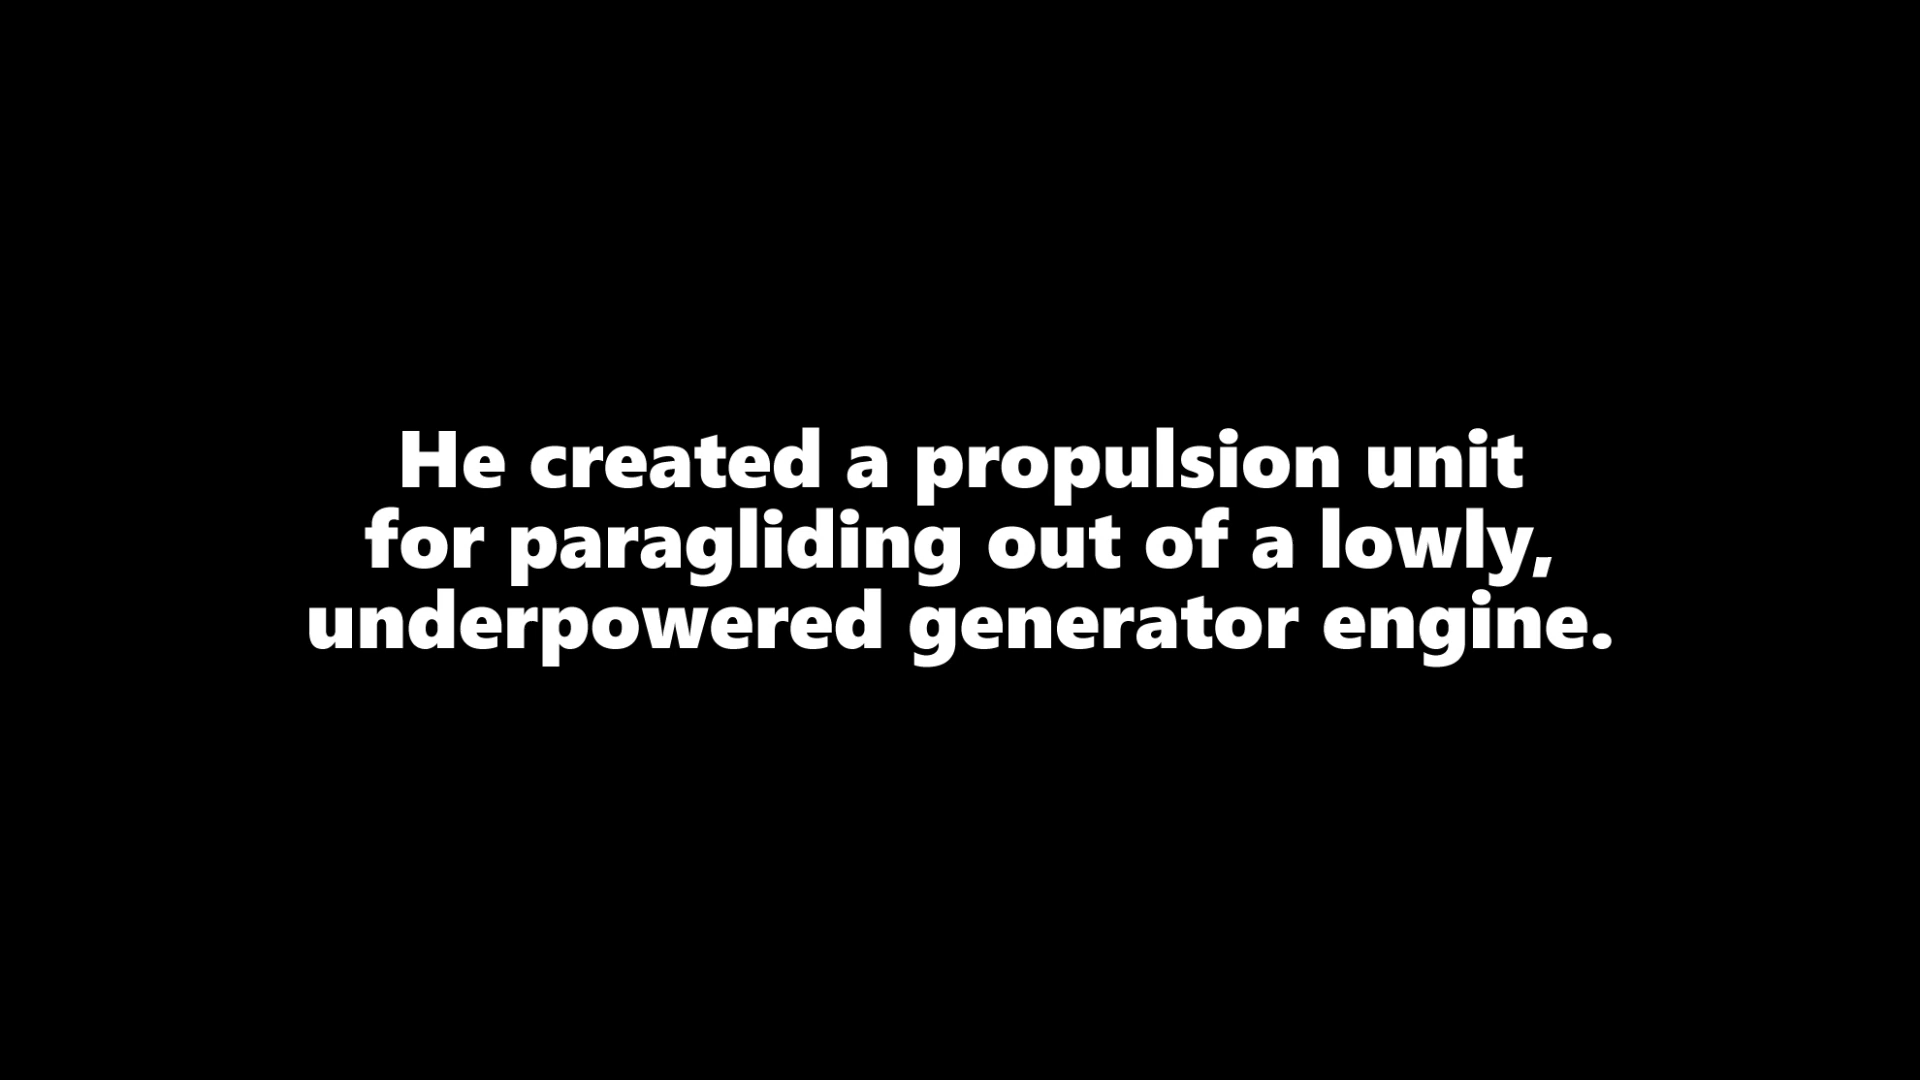 He created a propulsion unit
for paragliding out of a lowly,
underpowered generator engine.